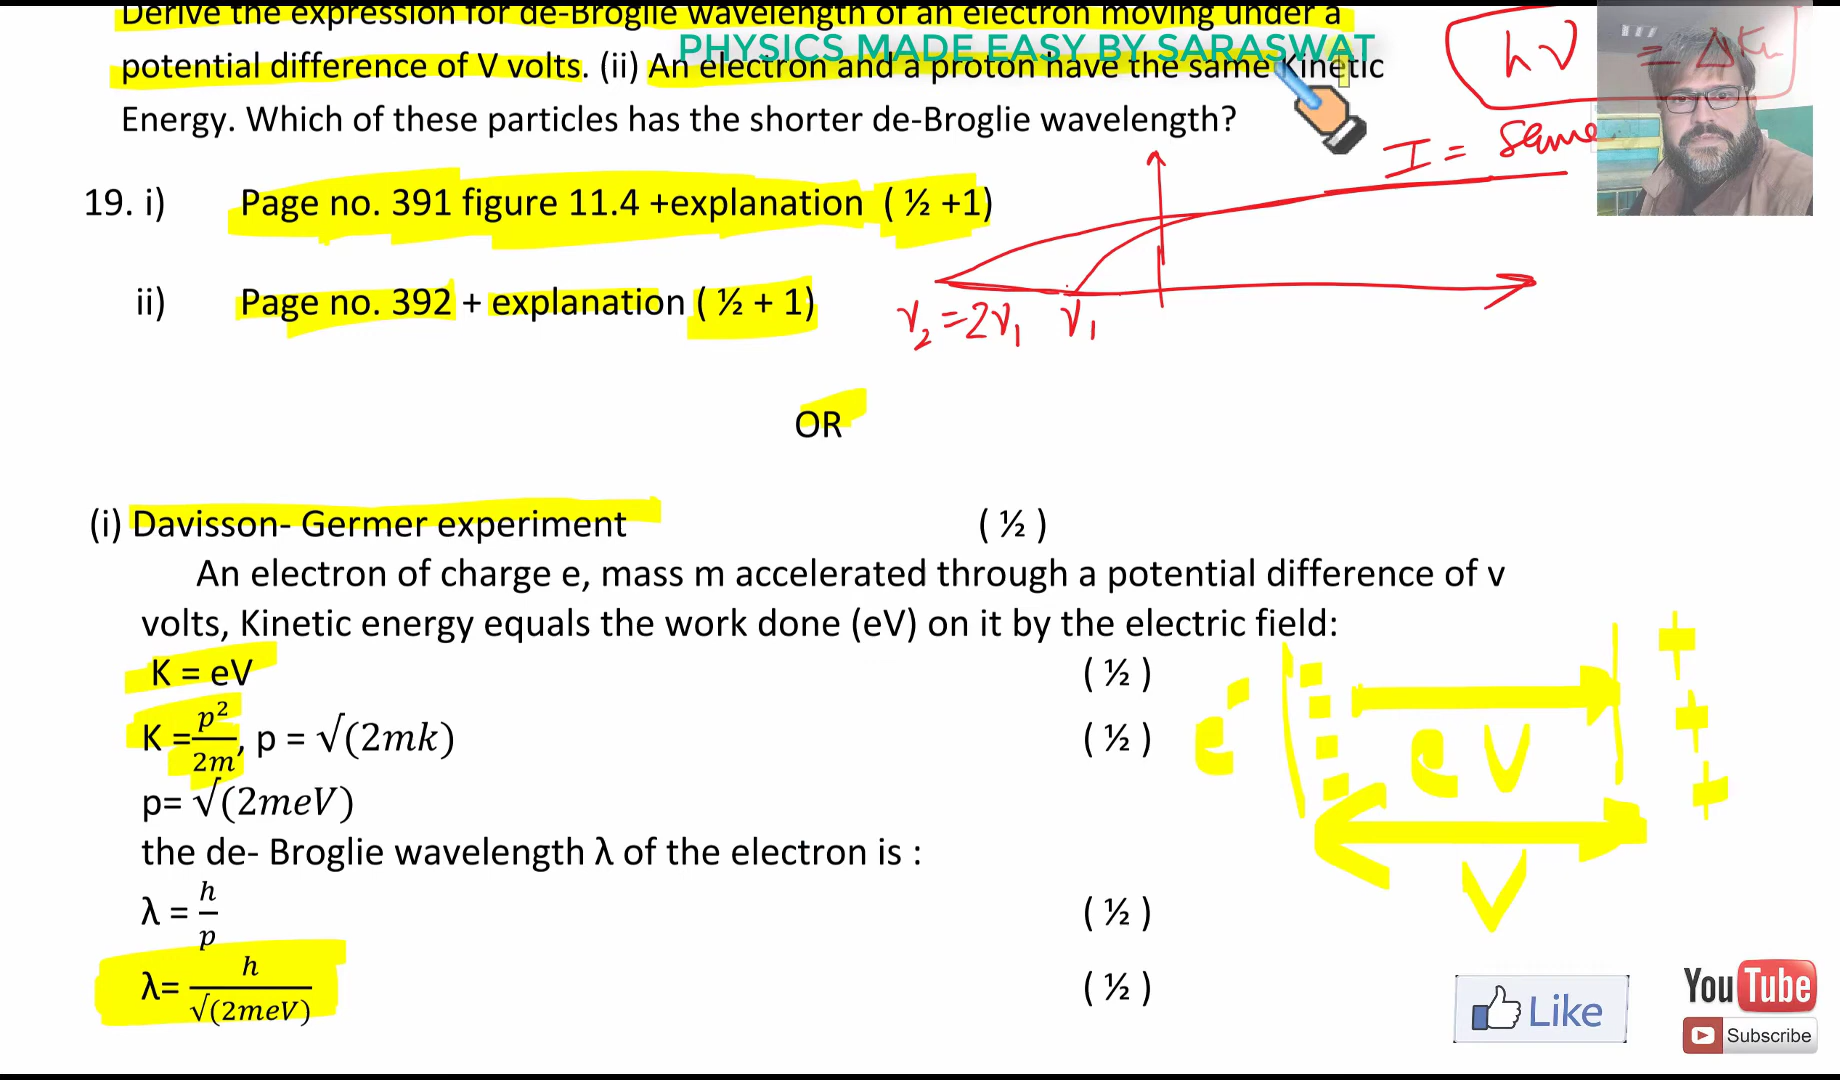 Derive the expression for de-Broglie wavelength of an electron moving under a
PHYSICS MADE EASY BY SARASWAT
potential difference of V volts. (ii) An electron and a proton have the same Kinetic
Energy. Which of these particles has the shorter de-Broglie wavelength?
hν = ΔK
I = same
19. i) Page no. 391 figure 11.4 +explanation ( ½ +1)
ii) Page no. 392 + explanation ( ½ + 1)
ν₂ = 2ν₁ ν₁
OR
(i) Davisson- Germer experiment ( ½ )
An electron of charge e, mass m accelerated through a potential difference of v
volts, Kinetic energy equals the work done (eV) on it by the electric field:
K = eV ( ½ )
K =p²/2m, p = √(2mk) ( ½ )
e⁻ eV
p= √(2meV)
the de- Broglie wavelength λ of the electron is :
V
λ = h/p ( ½ )
λ= h/√(2meV) ( ½ )
Like
YouTube
Subscribe